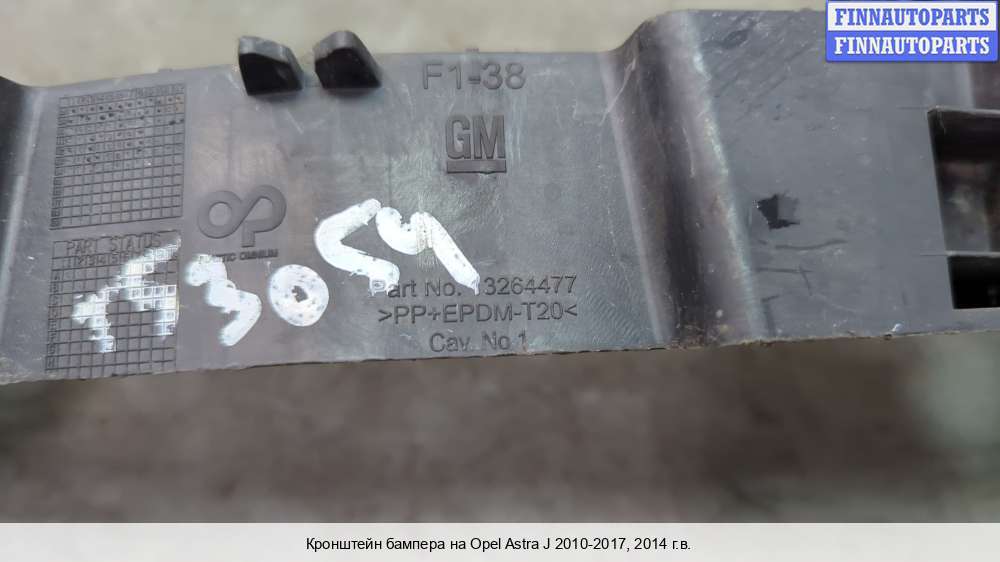 FINNAUTOPARTS
FINNAUTOPARTS
F1-38
GM
PART STATUS
OMNIUM
3054
Part No. 13264477
>PP+EPDM-T20<
Cav. No.1
Кронштейн бампера на Opel Astra J 2010-2017, 2014 г.в.